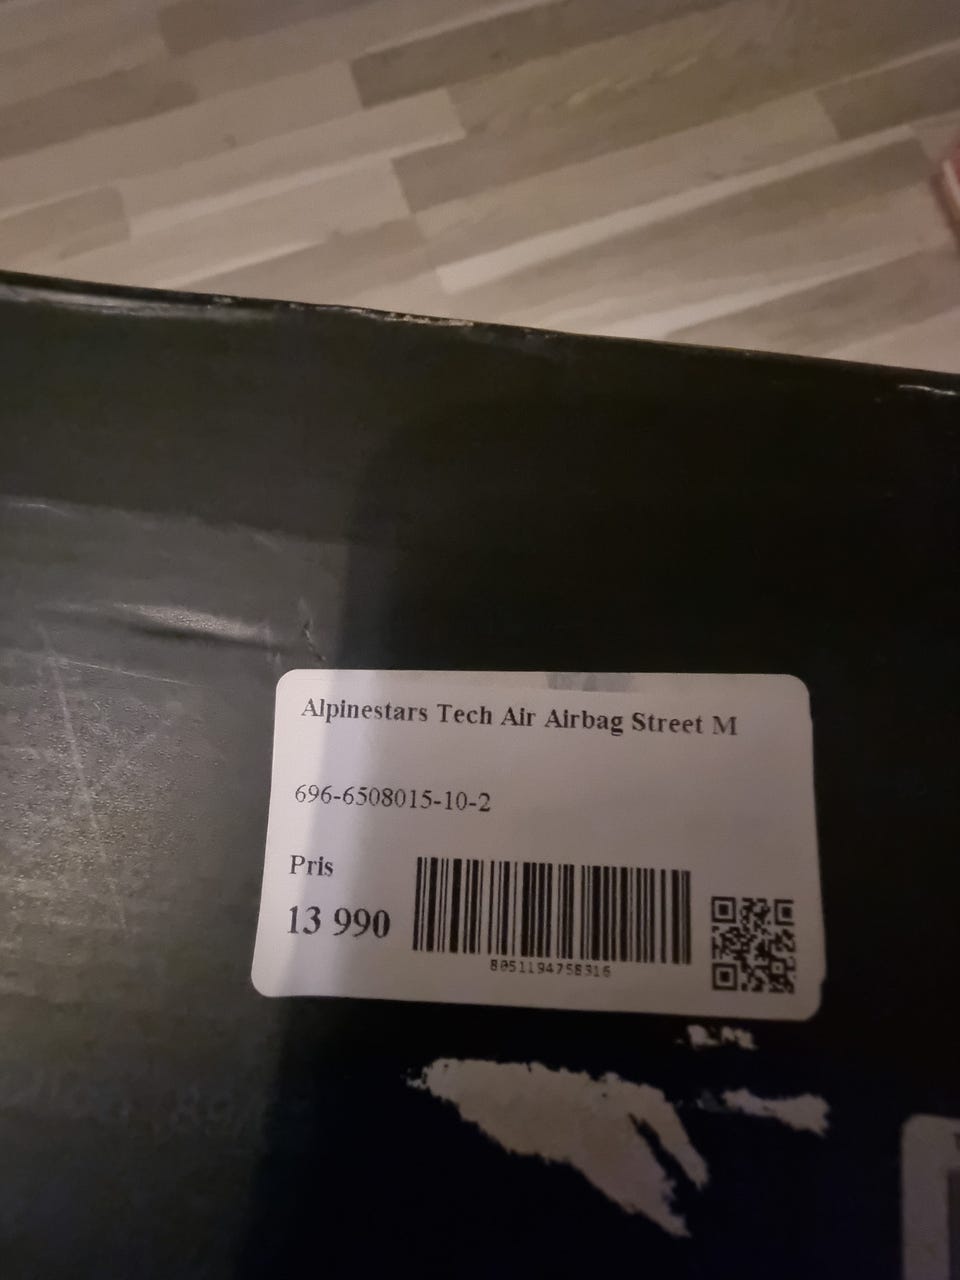 Alpinestars Tech Air Airbag Street M
696-6508015-10-2
Pris
13 990
8051194758316